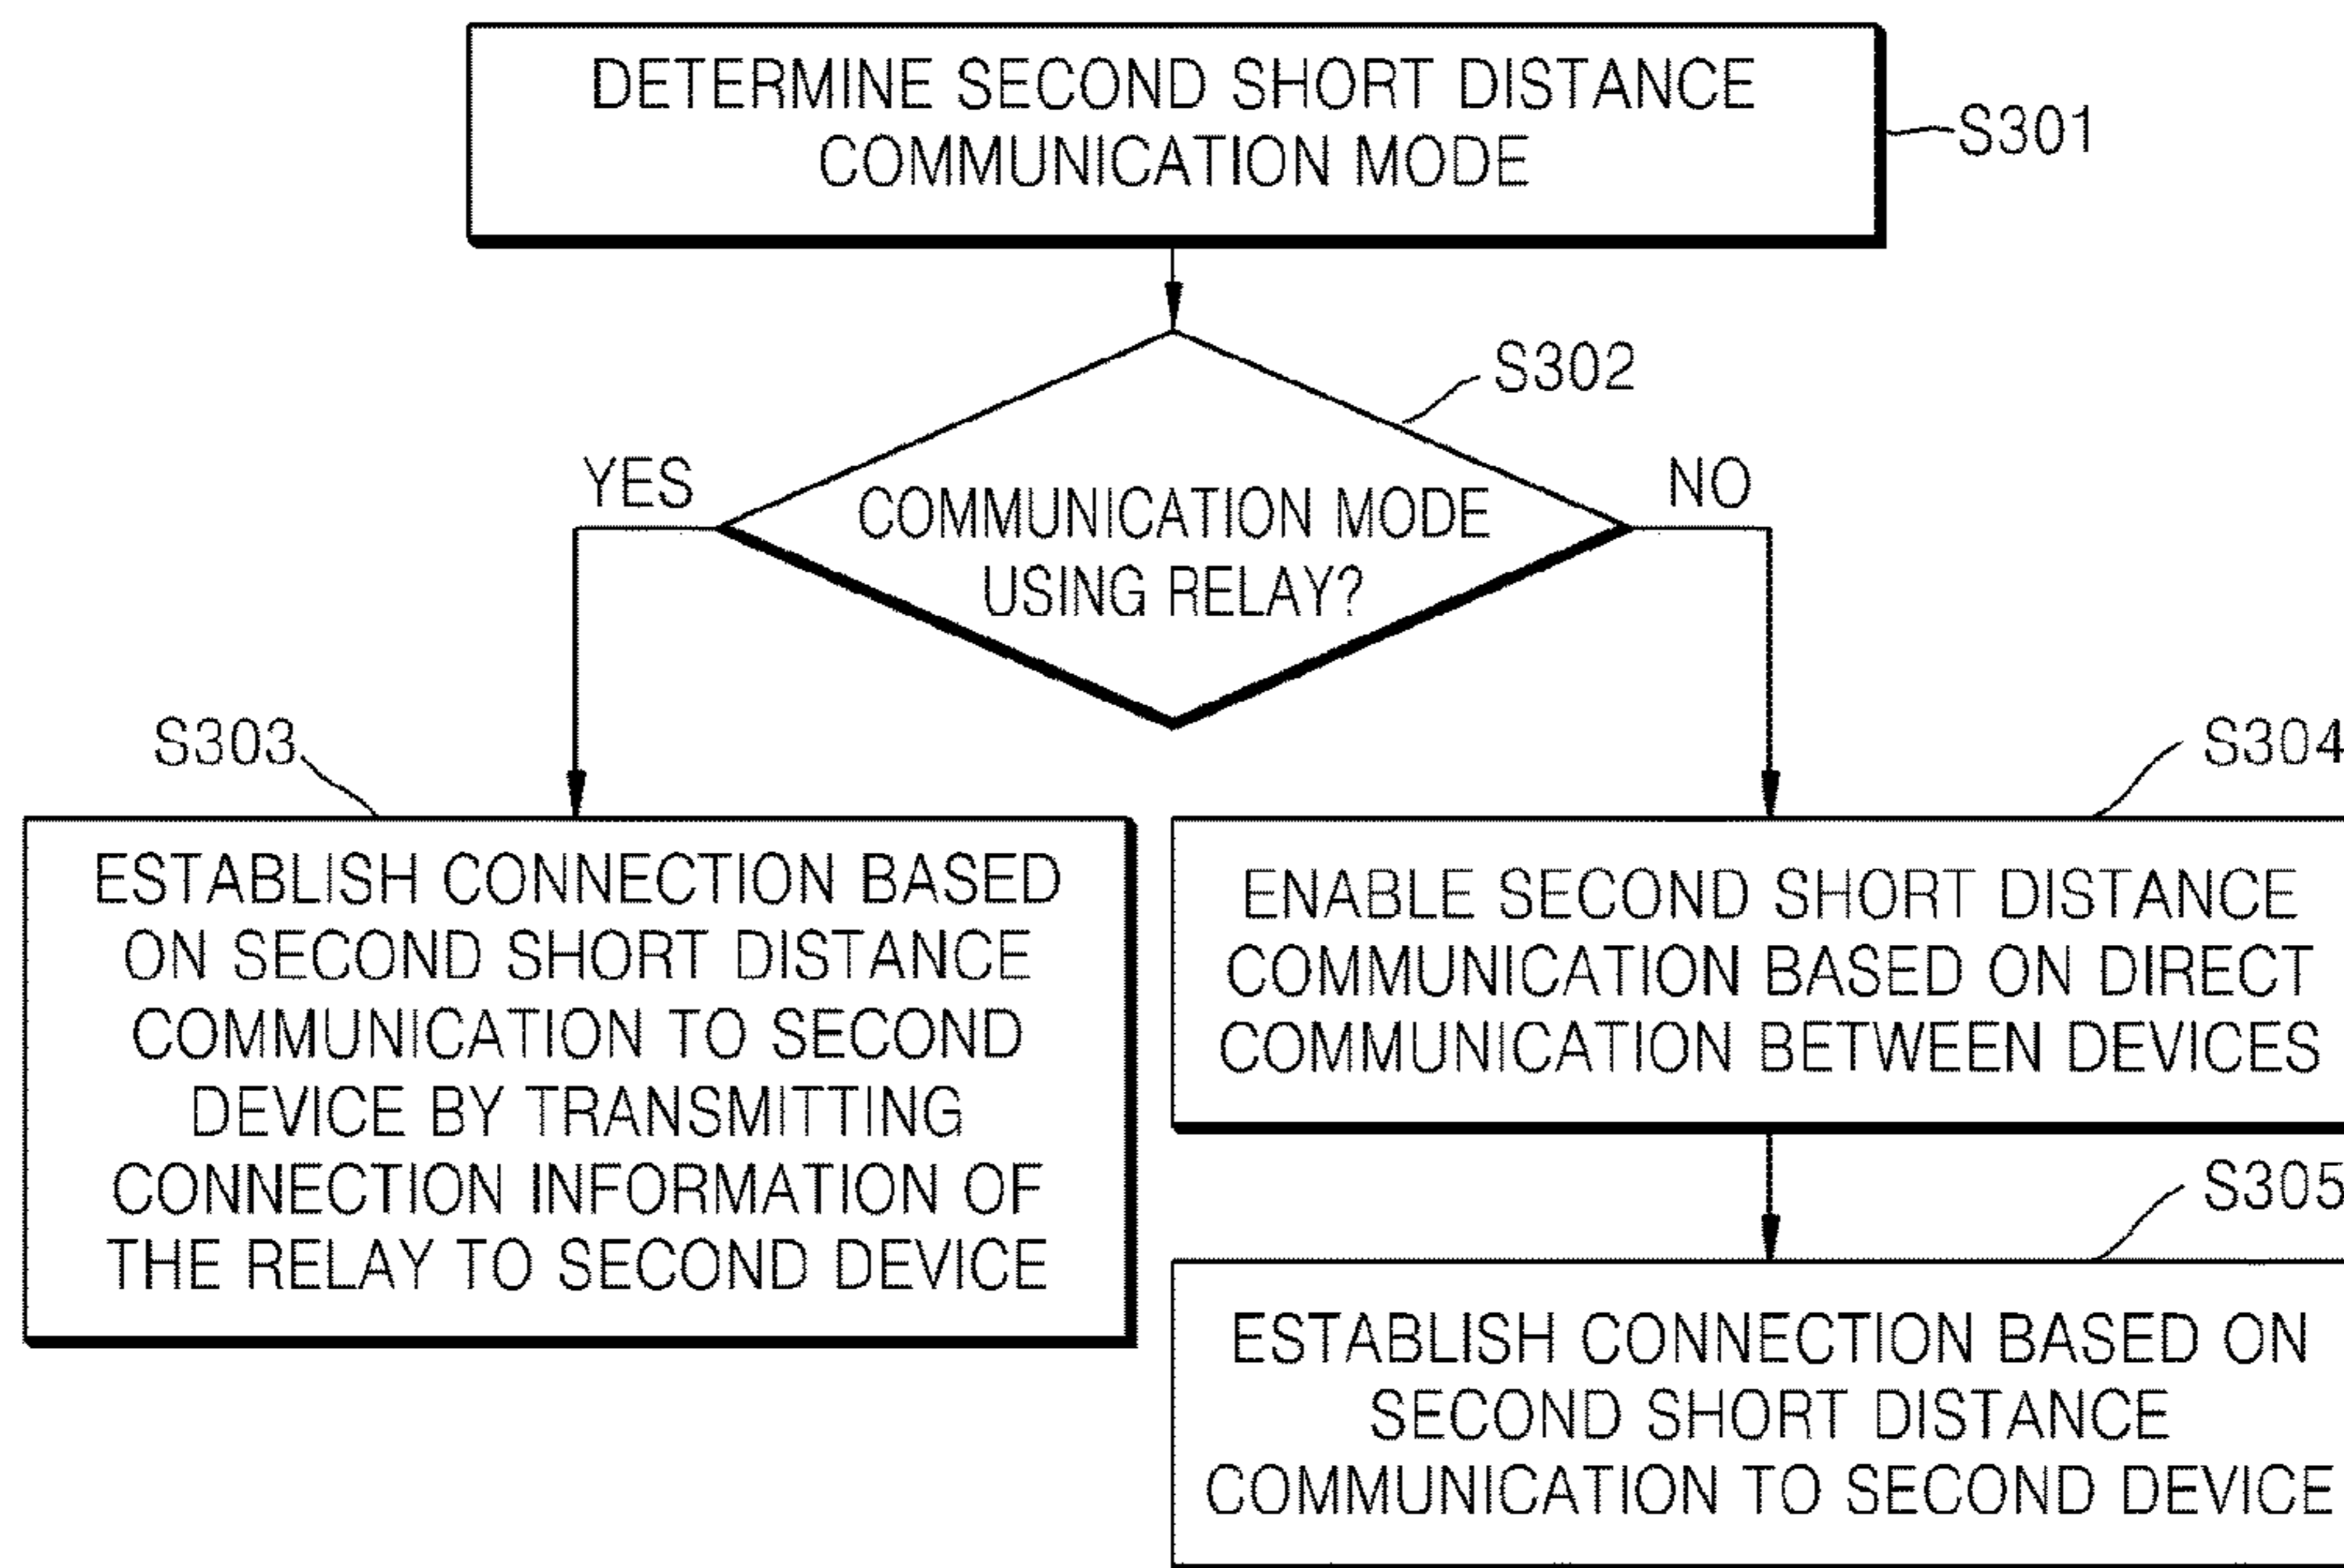 DETERMINE SECOND SHORT DISTANCE
COMMUNICATION MODE
S301
S302
YES
NO
COMMUNICATION MODE
USING RELAY?
S303
S304
ESTABLISH CONNECTION BASED
ON SECOND SHORT DISTANCE
COMMUNICATION TO SECOND
DEVICE BY TRANSMITTING
CONNECTION INFORMATION OF
THE RELAY TO SECOND DEVICE
ENABLE SECOND SHORT DISTANCE
COMMUNICATION BASED ON DIRECT
COMMUNICATION BETWEEN DEVICES
S305
ESTABLISH CONNECTION BASED ON
SECOND SHORT DISTANCE
COMMUNICATION TO SECOND DEVICE